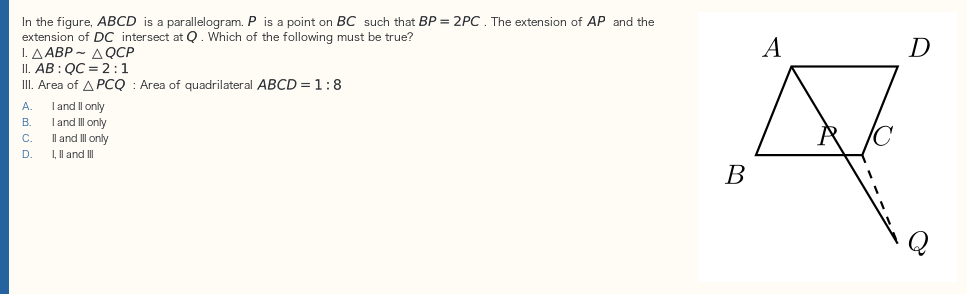 In the figure, ABCD is a parallelogram. P is a point on BC such that BP = 2PC . The extension of AP and the
extension of DC intersect at Q . Which of the following must be true?
I. △ABP ~ △QCP
II. AB : QC = 2 : 1
III. Area of △PCQ : Area of quadrilateral ABCD = 1 : 8
A. I and II only
B. I and III only
C. II and III only
D. I, II and III
A
D
P
C
B
Q